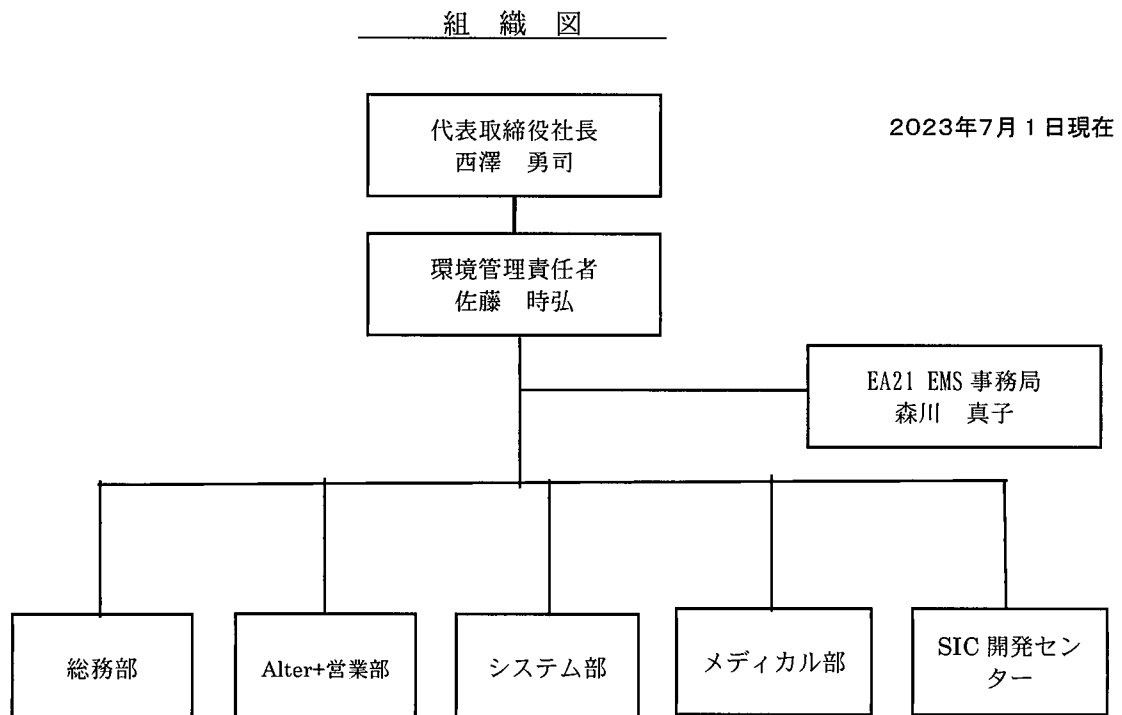 組 織 図
代表取締役社長
西澤 勇司
2023年7月1日現在
環境管理責任者
佐藤 時弘
EA21 EMS 事務局
森川 真子
総務部
Alter+営業部
システム部
メディカル部
SIC 開発セン
ター